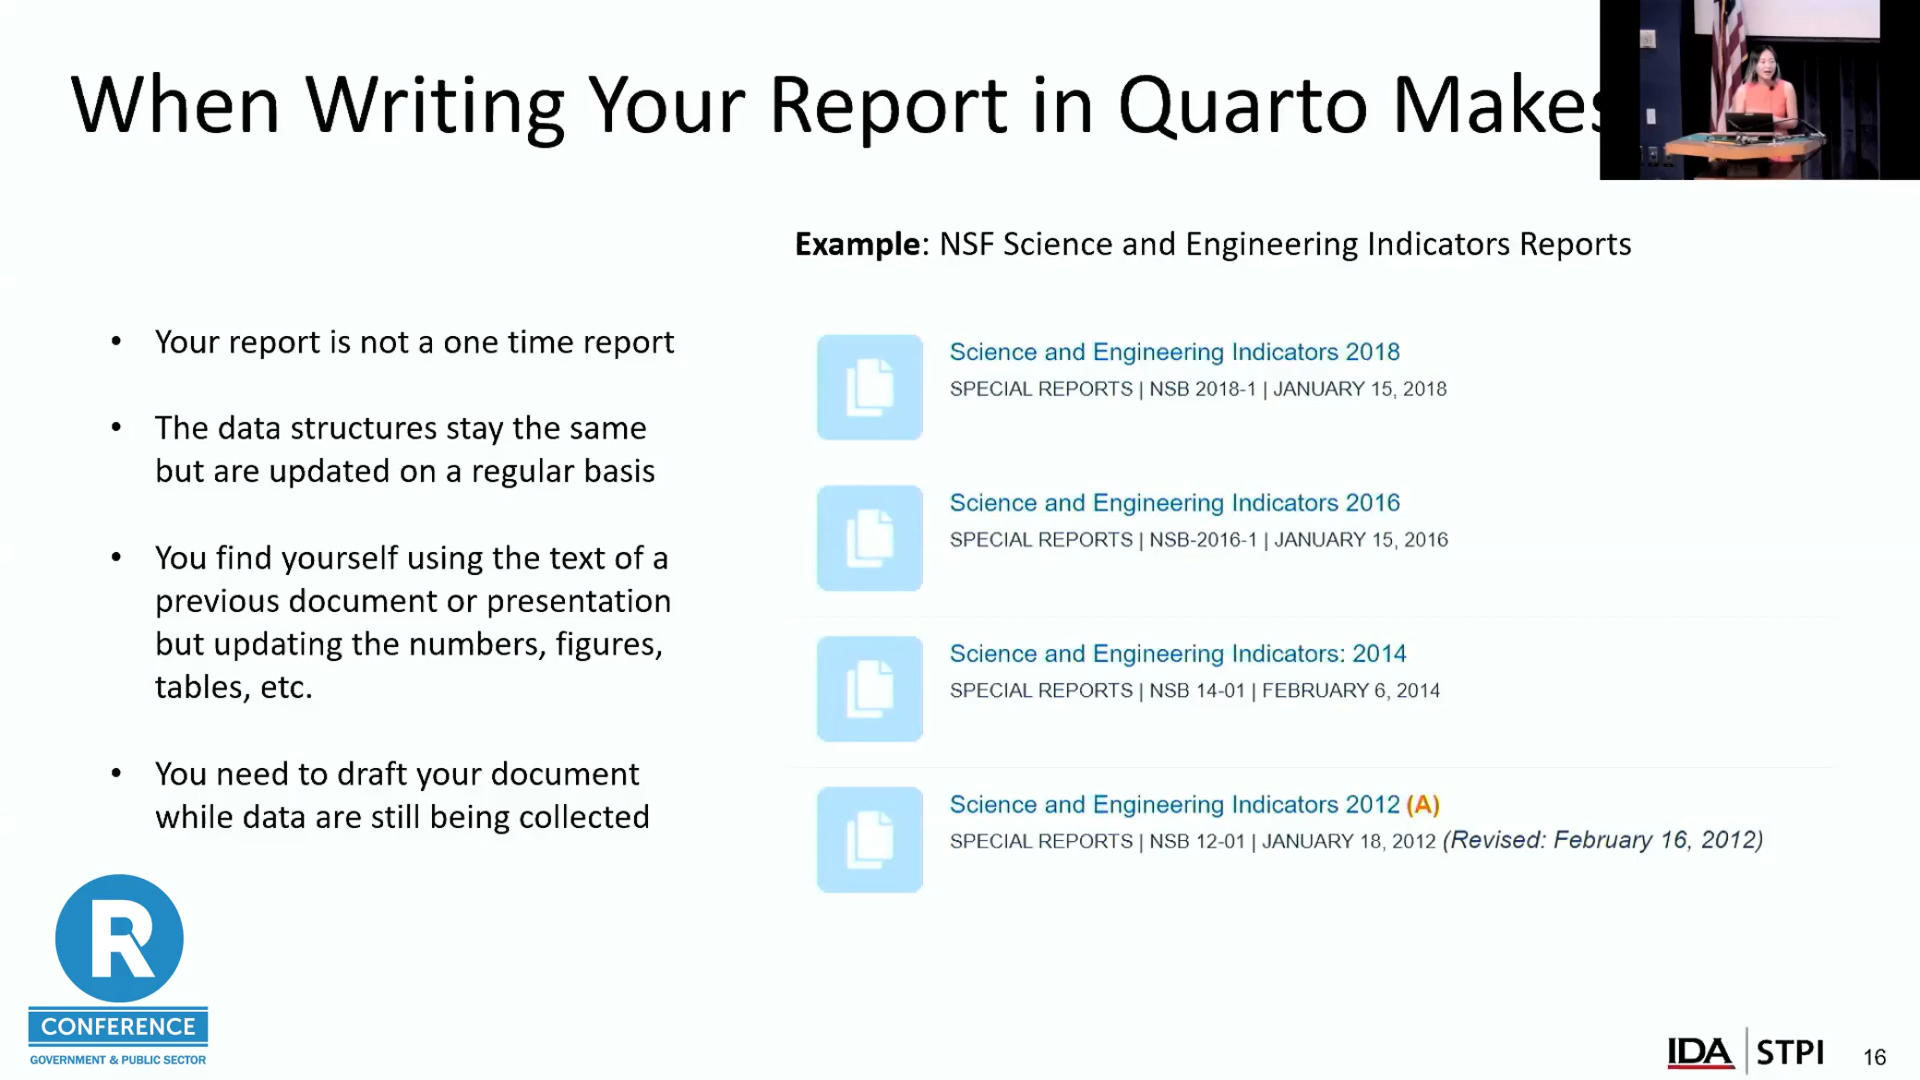 When Writing Your Report in Quarto Makes
Example: NSF Science and Engineering Indicators Reports
• Your report is not a one time report
• The data structures stay the same
but are updated on a regular basis
• You find yourself using the text of a
previous document or presentation
but updating the numbers, figures,
tables, etc.
• You need to draft your document
while data are still being collected
Science and Engineering Indicators 2018
SPECIAL REPORTS | NSB 2018-1 | JANUARY 15, 2018
Science and Engineering Indicators 2016
SPECIAL REPORTS | NSB-2016-1 | JANUARY 15, 2016
Science and Engineering Indicators: 2014
SPECIAL REPORTS | NSB 14-01 | FEBRUARY 6, 2014
Science and Engineering Indicators 2012 (A)
SPECIAL REPORTS | NSB 12-01 | JANUARY 18, 2012 (Revised: February 16, 2012)
R
CONFERENCE
GOVERNMENT & PUBLIC SECTOR
IDA | STPI
16